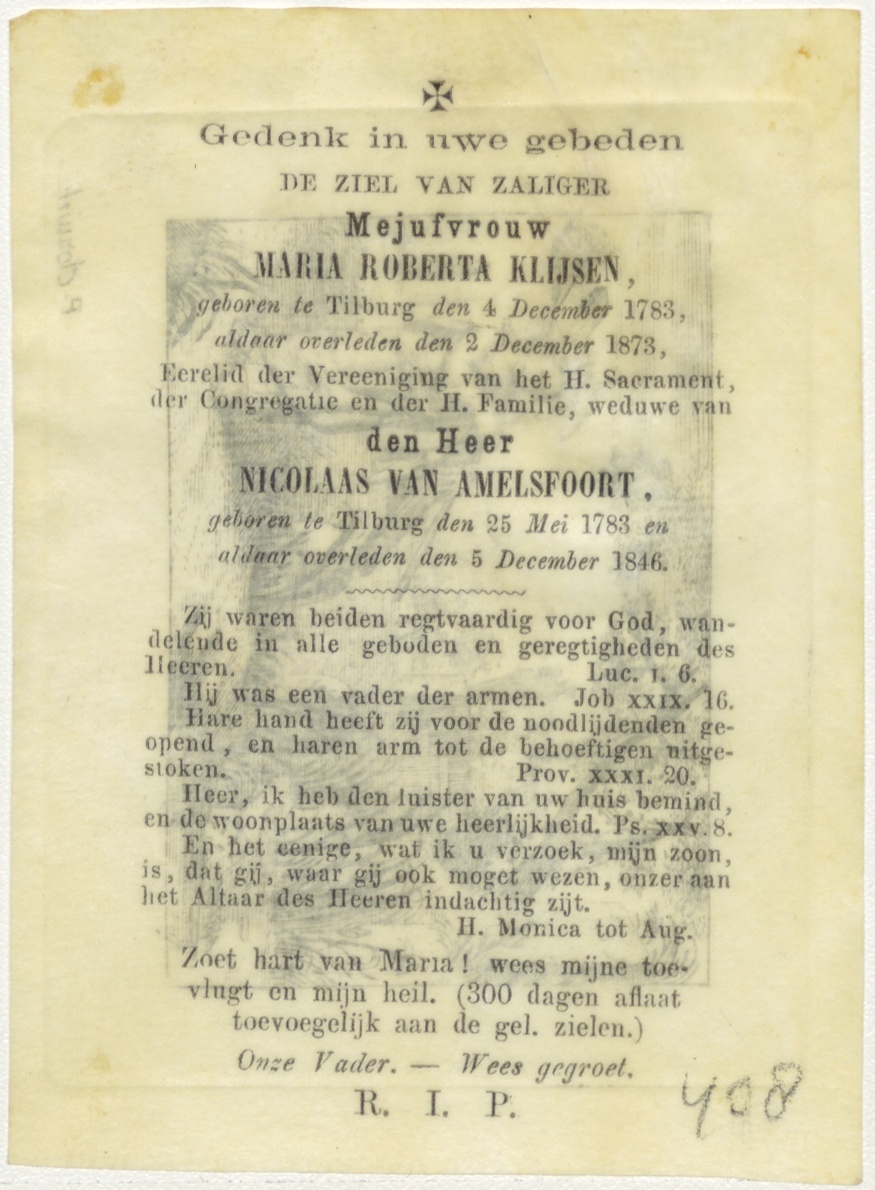 ✠
Gedenk in uwe gebeden
DE ZIEL VAN ZALIGER
Mejufvrouw
MARIA ROBERTA KLIJSEN,
geboren te Tilburg den 4 December 1783,
aldaar overleden den 2 December 1873,
Eerelid der Vereeniging van het H. Sacrament,
der Congregatie en der H. Familie, weduwe van
den Heer
NICOLAAS VAN AMELSFOORT.
geboren te Tilburg den 25 Mei 1783 en
aldaar overleden den 5 December 1846.
Zij waren beiden regtvaardig voor God, wan-
delende in alle geboden en geregtigheden des
Heeren. Luc. I. 6.
Hij was een vader der armen. Job XXIX. 16.
Hare hand heeft zij voor de noodlijdenden ge-
opend, en haren arm tot de behoeftigen uitge-
stoken. Prov. XXXI. 20.
Heer, ik heb den luister van uw huis bemind,
en de woonplaats van uwe heerlijkheid. Ps. XXV. 8.
En het eenige, wat ik u verzoek, mijn zoon,
is, dat gij, waar gij ook moget wezen, onzer aan
het Altaar des Heeren indachtig zijt.
H. Monica tot Aug.
Zoet hart van Maria! wees mijne toe-
vlugt en mijn heil. (300 dagen aflaat
toevoegelijk aan de gel. zielen.)
Onze Vader. — Wees gegroet.
R. I. P.
408